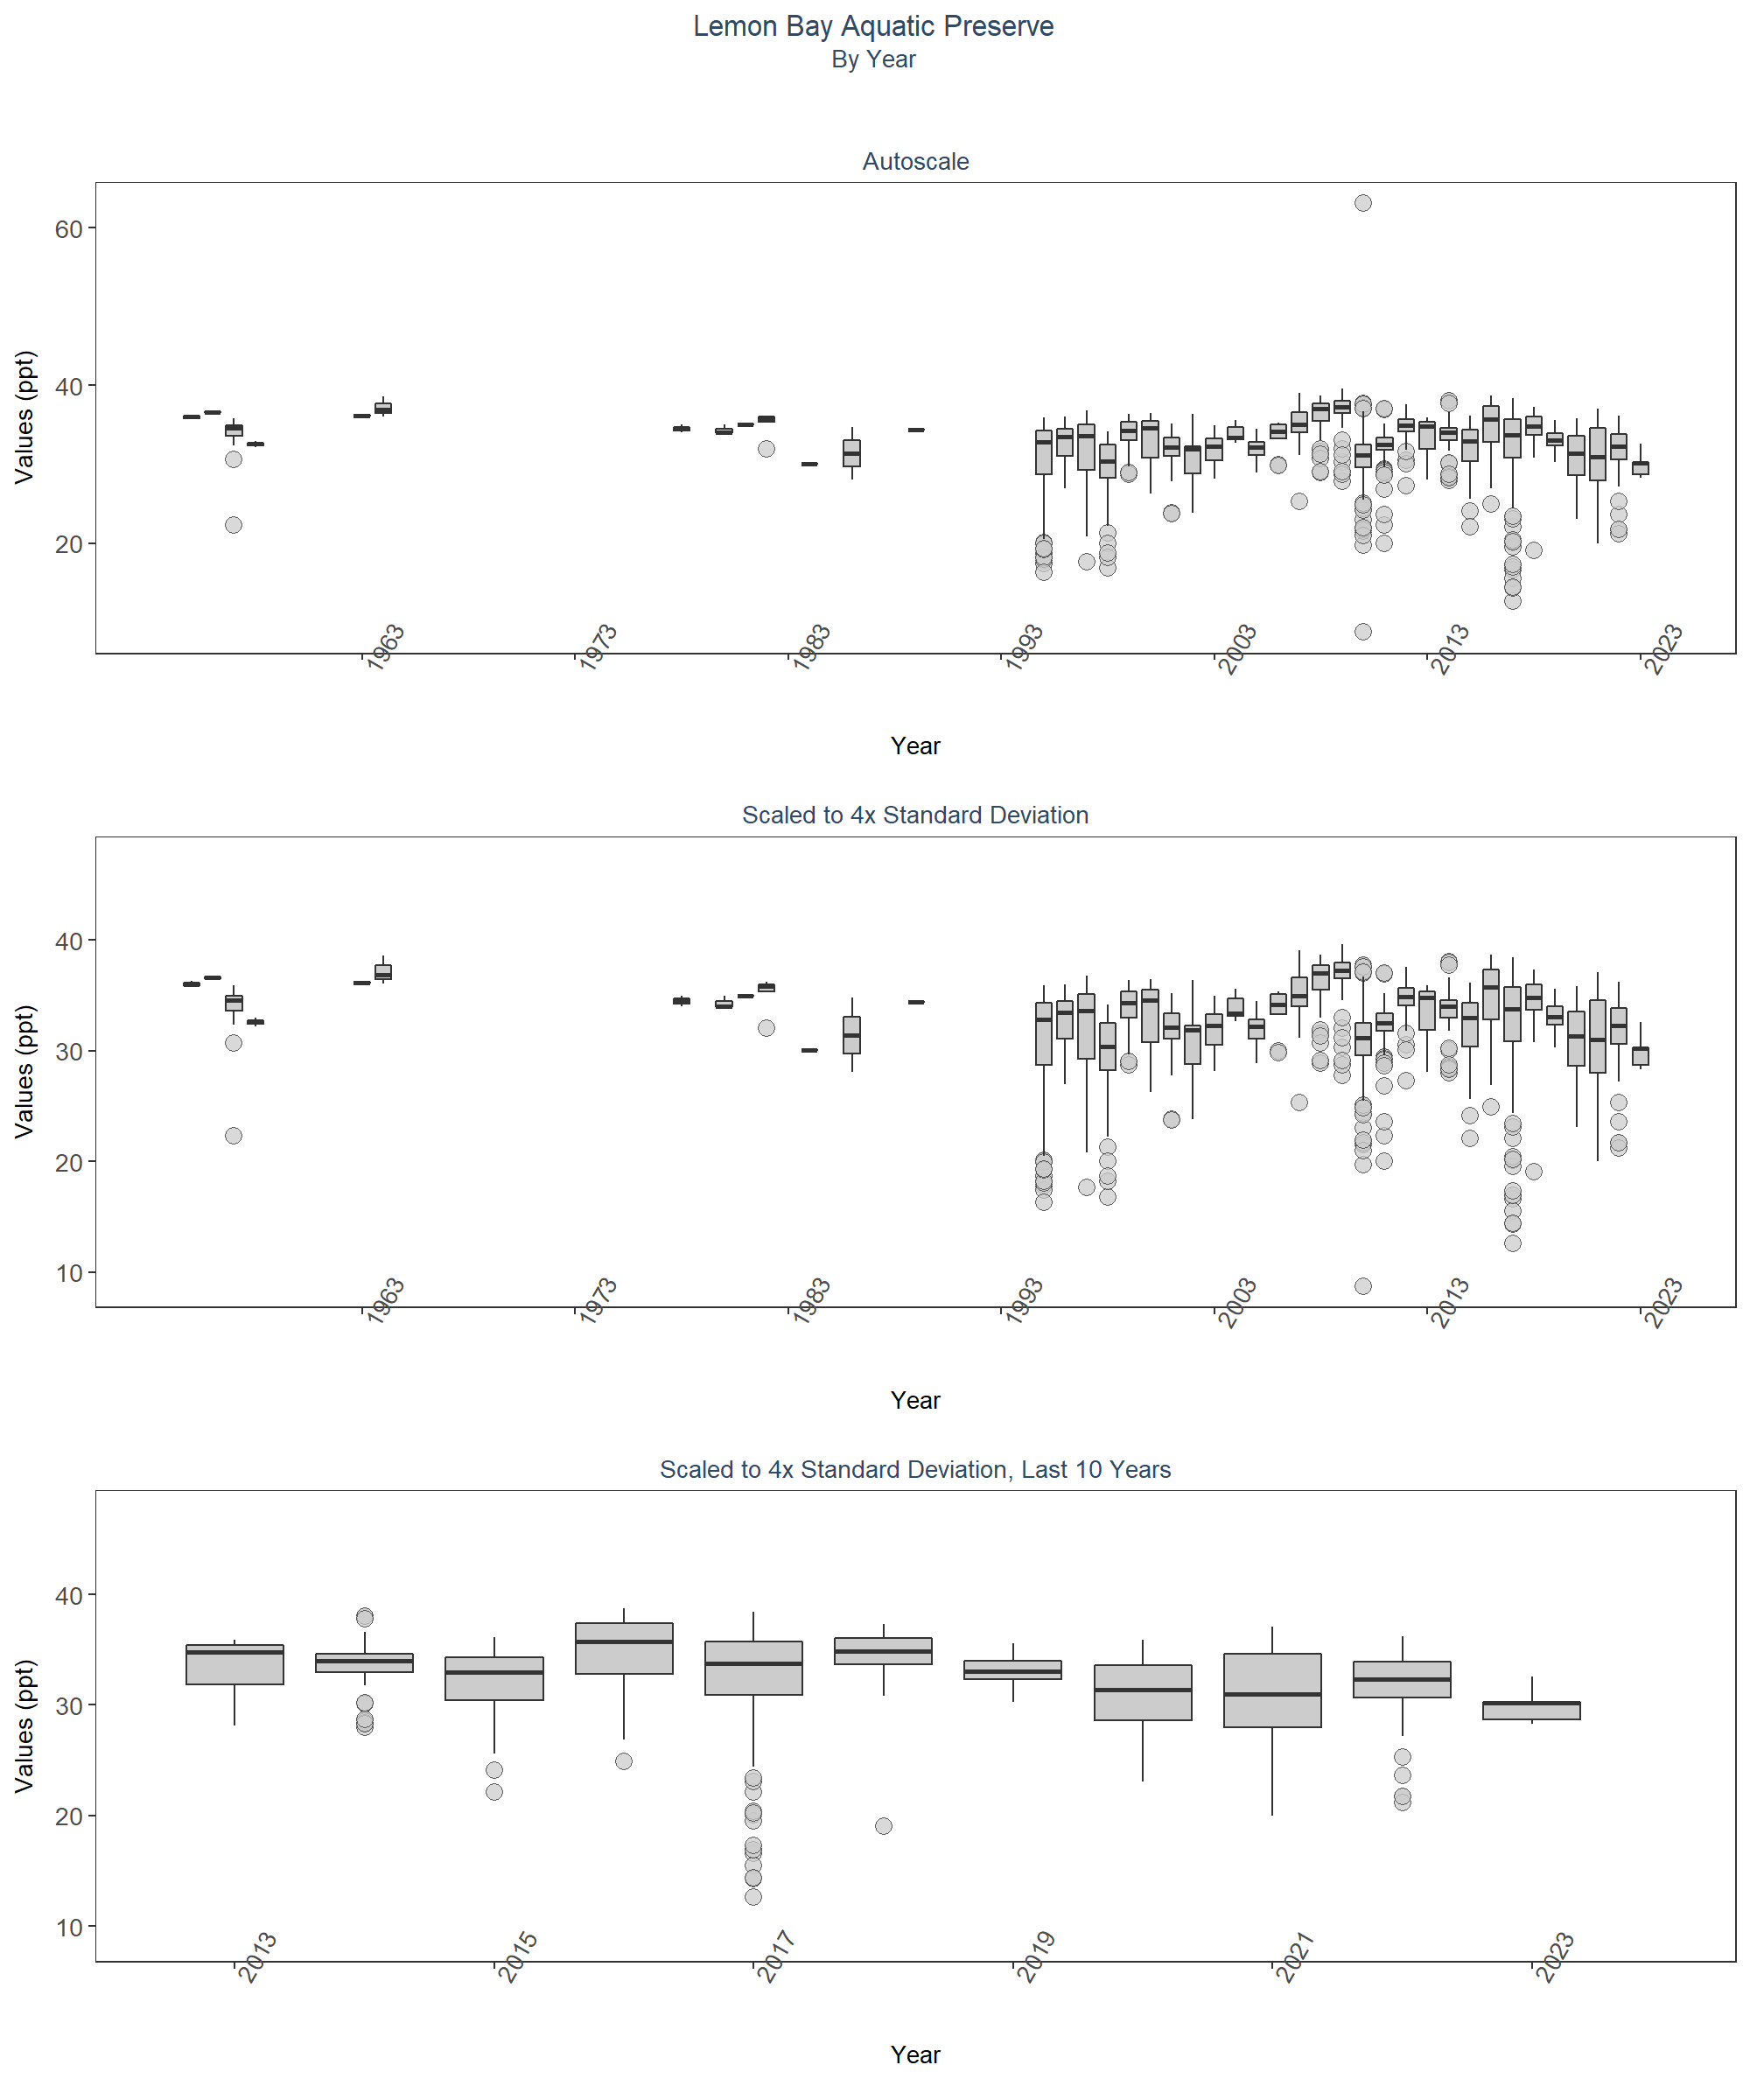 Lemon Bay Aquatic Preserve
By Year
Autoscale
Values (ppt)
60
40
20
1963
1973
1983
1993
2003
2013
2023
Year
Scaled to 4x Standard Deviation
Values (ppt)
40
30
20
10
1963
1973
1983
1993
2003
2013
2023
Year
Scaled to 4x Standard Deviation, Last 10 Years
Values (ppt)
40
30
20
10
2013
2015
2017
2019
2021
2023
Year